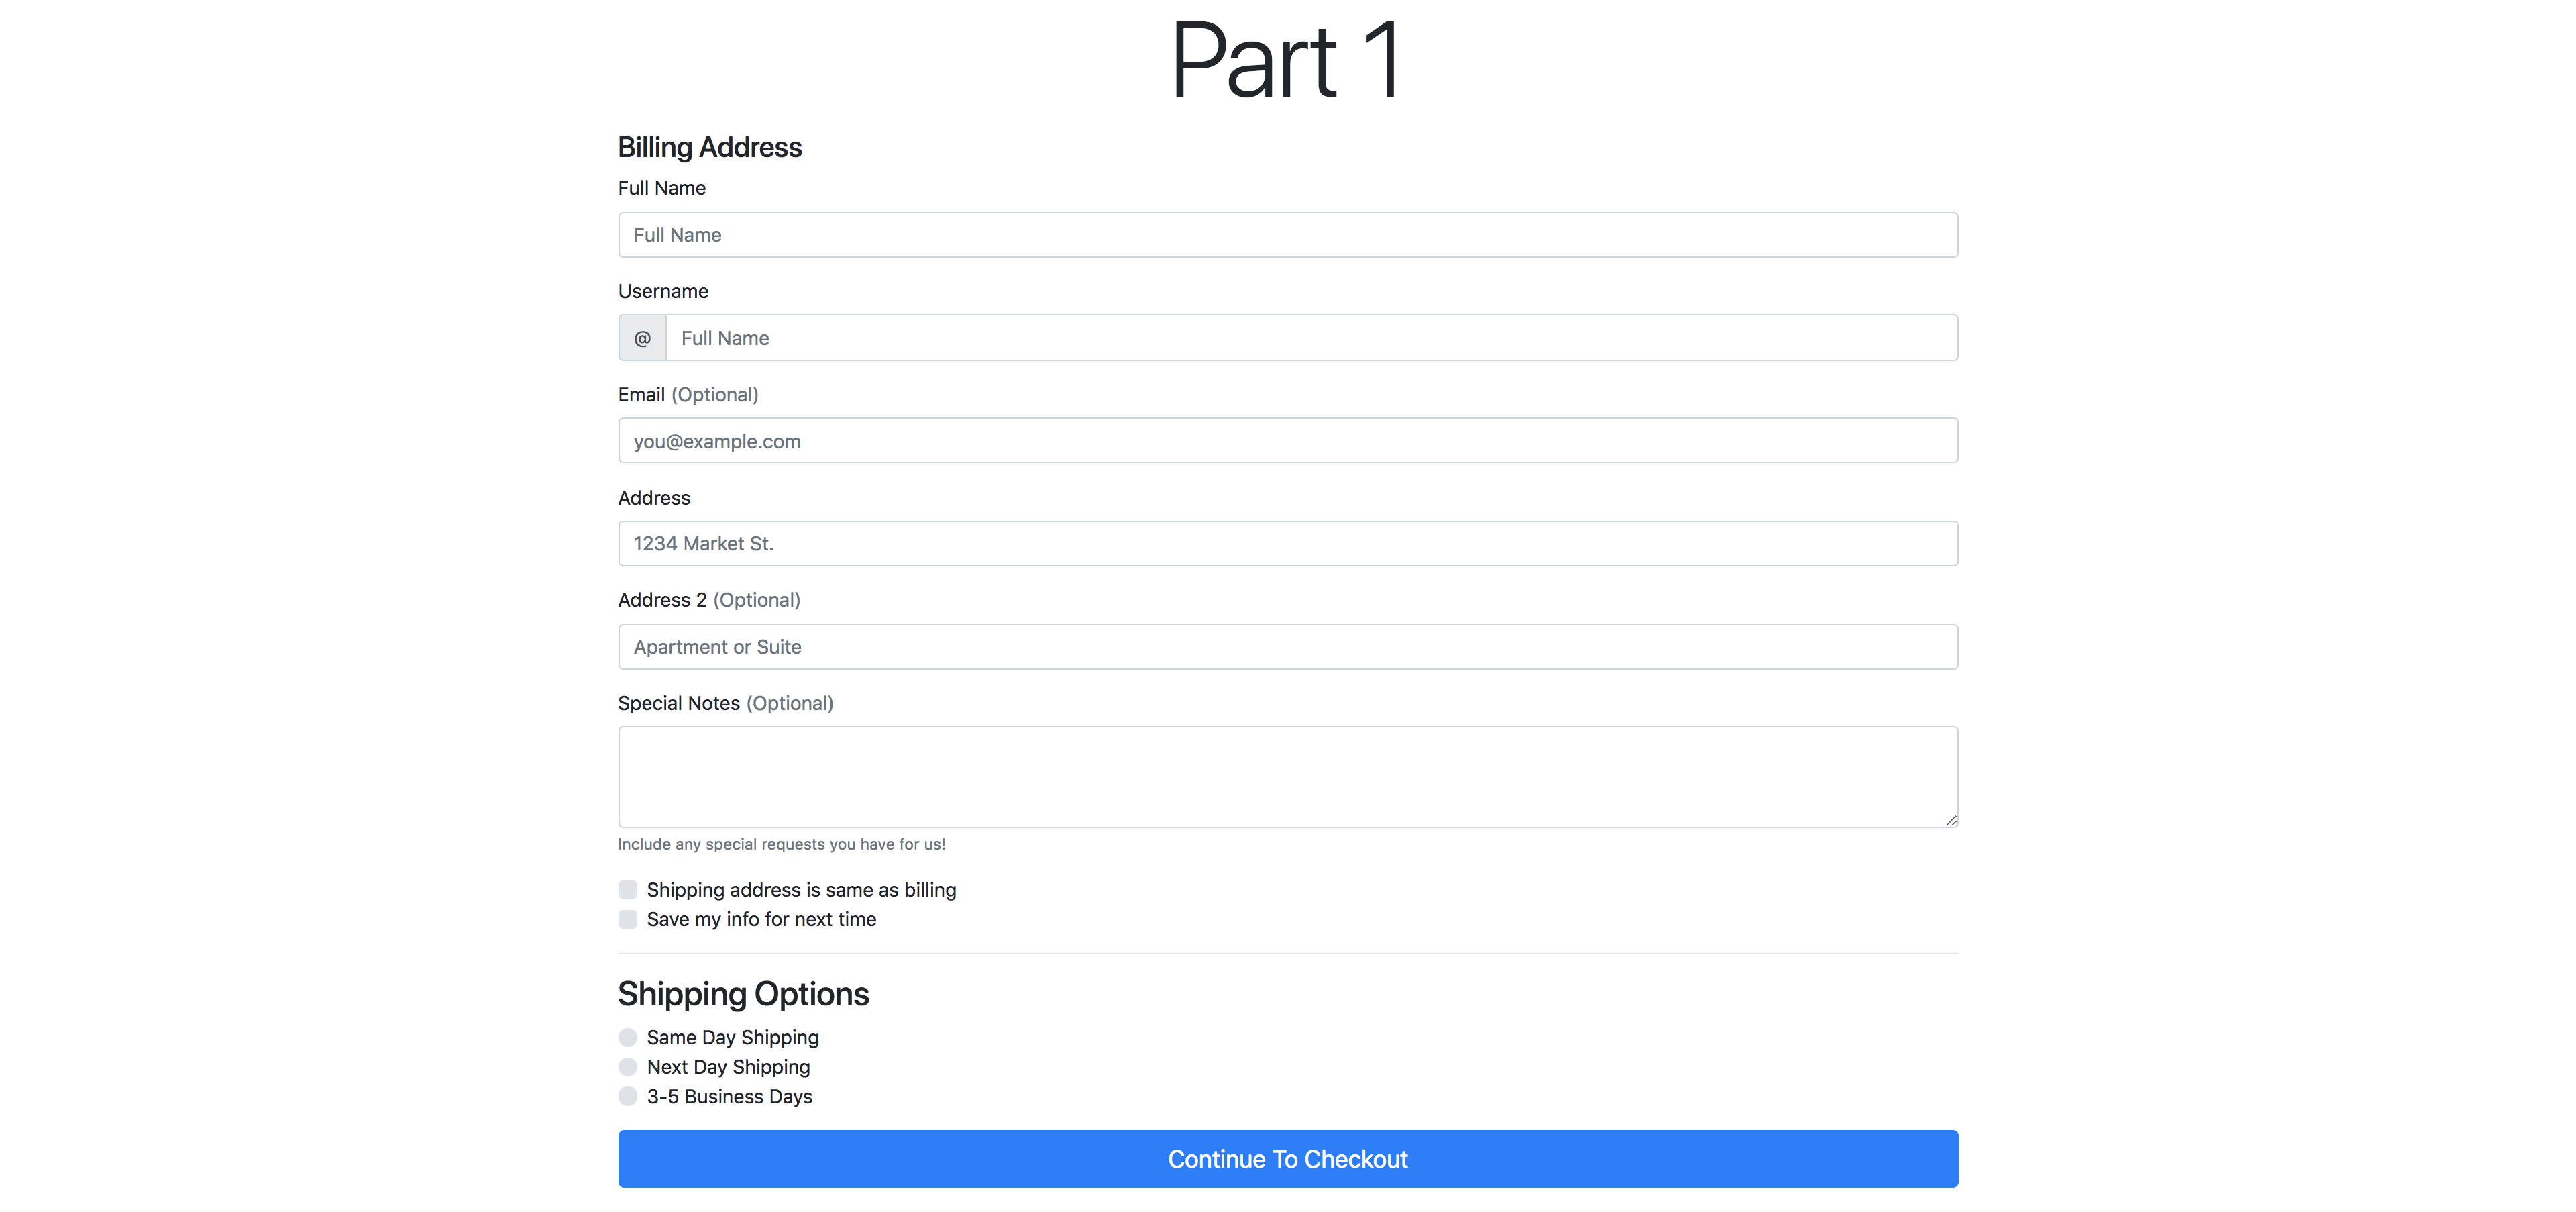 Part 1
Billing Address
Full Name
Full Name
Username
@ Full Name
Email (Optional)
you@example.com
Address
1234 Market St.
Address 2 (Optional)
Apartment or Suite
Special Notes (Optional)
Include any special requests you have for us!
Shipping address is same as billing
Save my info for next time
Shipping Options
Same Day Shipping
Next Day Shipping
3-5 Business Days
Continue To Checkout